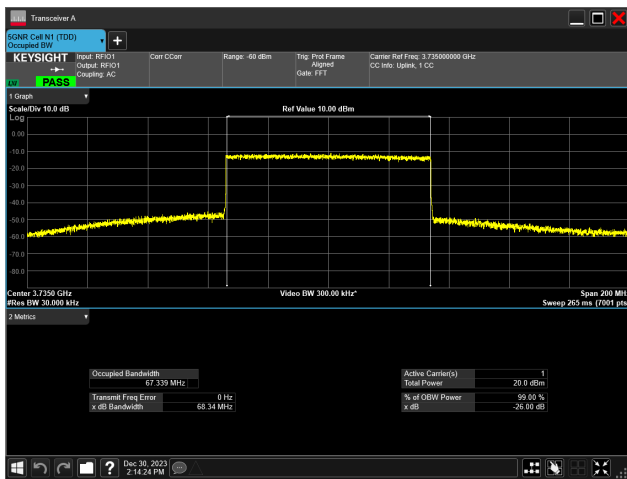 Transceiver A
5GNR Cell N1 (TDD)
Occupied BW
KEYSIGHT
LV PASS
Input: RFIO1
Output: RFIO1
Coupling: AC
Corr CCorr
Range: -60 dBm
Trig: Prot Frame
Aligned
Gate: FFT
Carrier Ref Freq: 3.735000000 GHz
CC Info: Uplink, 1 CC
1 Graph
Scale/Div 10.0 dB
Ref Value 10.00 dBm
Log
0.00
-10.0
-20.0
-30.0
-40.0
-50.0
-60.0
-70.0
-80.0
Center 3.7350 GHz
Video BW 300.00 kHz*
Span 200 MHz
#Res BW 30.000 kHz
Sweep 265 ms (7001 pts
2 Metrics
Occupied Bandwidth
67.339 MHz
Transmit Freq Error 0 Hz
x dB Bandwidth 68.34 MHz
Active Carrier(s) 1
Total Power 20.0 dBm
% of OBW Power 99.00 %
x dB -26.00 dB
Dec 30, 2023
2:14:24 PM